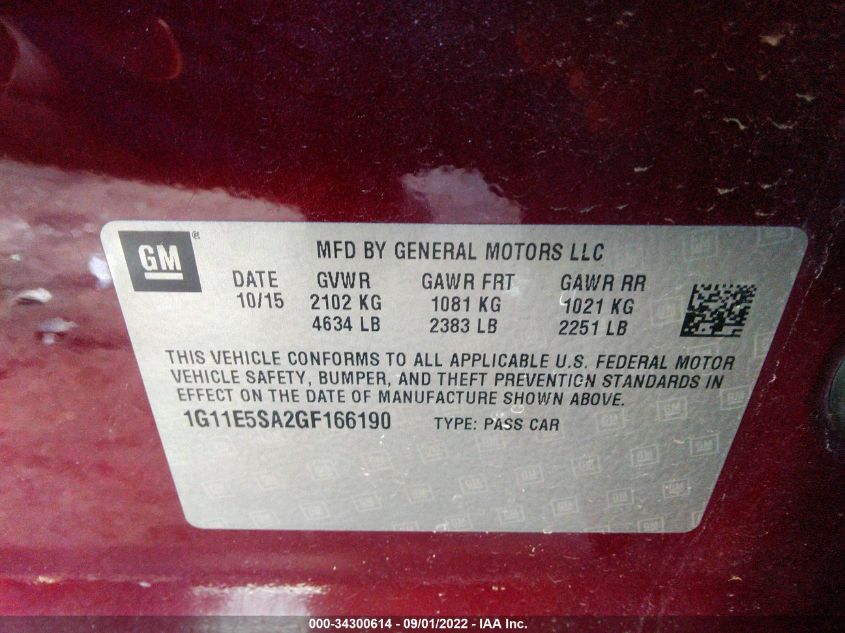 GM®
MFD BY GENERAL MOTORS LLC
DATE GVWR GAWR FRT GAWR RR
10/15 2102 KG 1081 KG 1021 KG
4634 LB 2383 LB 2251 LB
THIS VEHICLE CONFORMS TO ALL APPLICABLE U.S. FEDERAL MOTOR
VEHICLE SAFETY, BUMPER, AND THEFT PREVENTION STANDARDS IN
EFFECT ON THE DATE OF MANUFACTURE SHOWN ABOVE.
1G11E5SA2GF166190 TYPE: PASS CAR
000-34300614 - 09/01/2022 - IAA Inc.